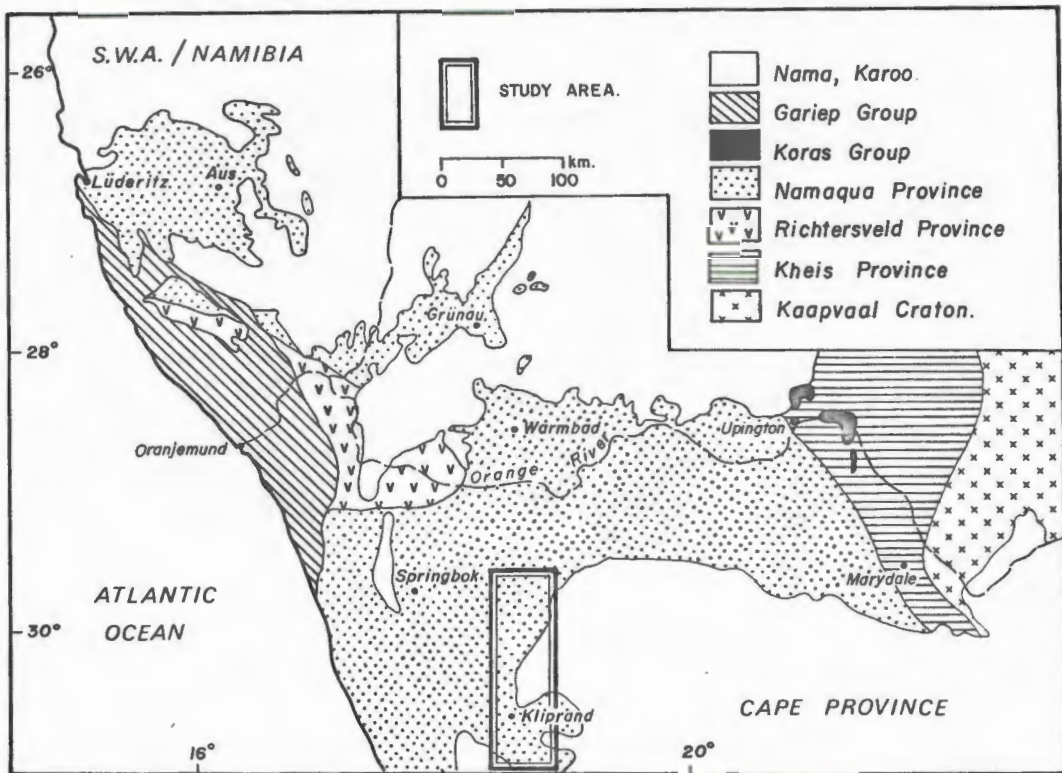 S.W.A. / NAMIBIA
26°
STUDY AREA.
km.
0 50 100
Nama, Karoo.
Gariep Group
Koras Group
Namaqua Province
Richtersveld Province
Kheis Province
Kaapvaal Craton.
Lüderitz
Aus
Grünau
28°
Oranjemund
Warmbad
Upington
Orange River
Springbok
Marydale
ATLANTIC
OCEAN
30°
Kliprand
CAPE PROVINCE
16°
20°